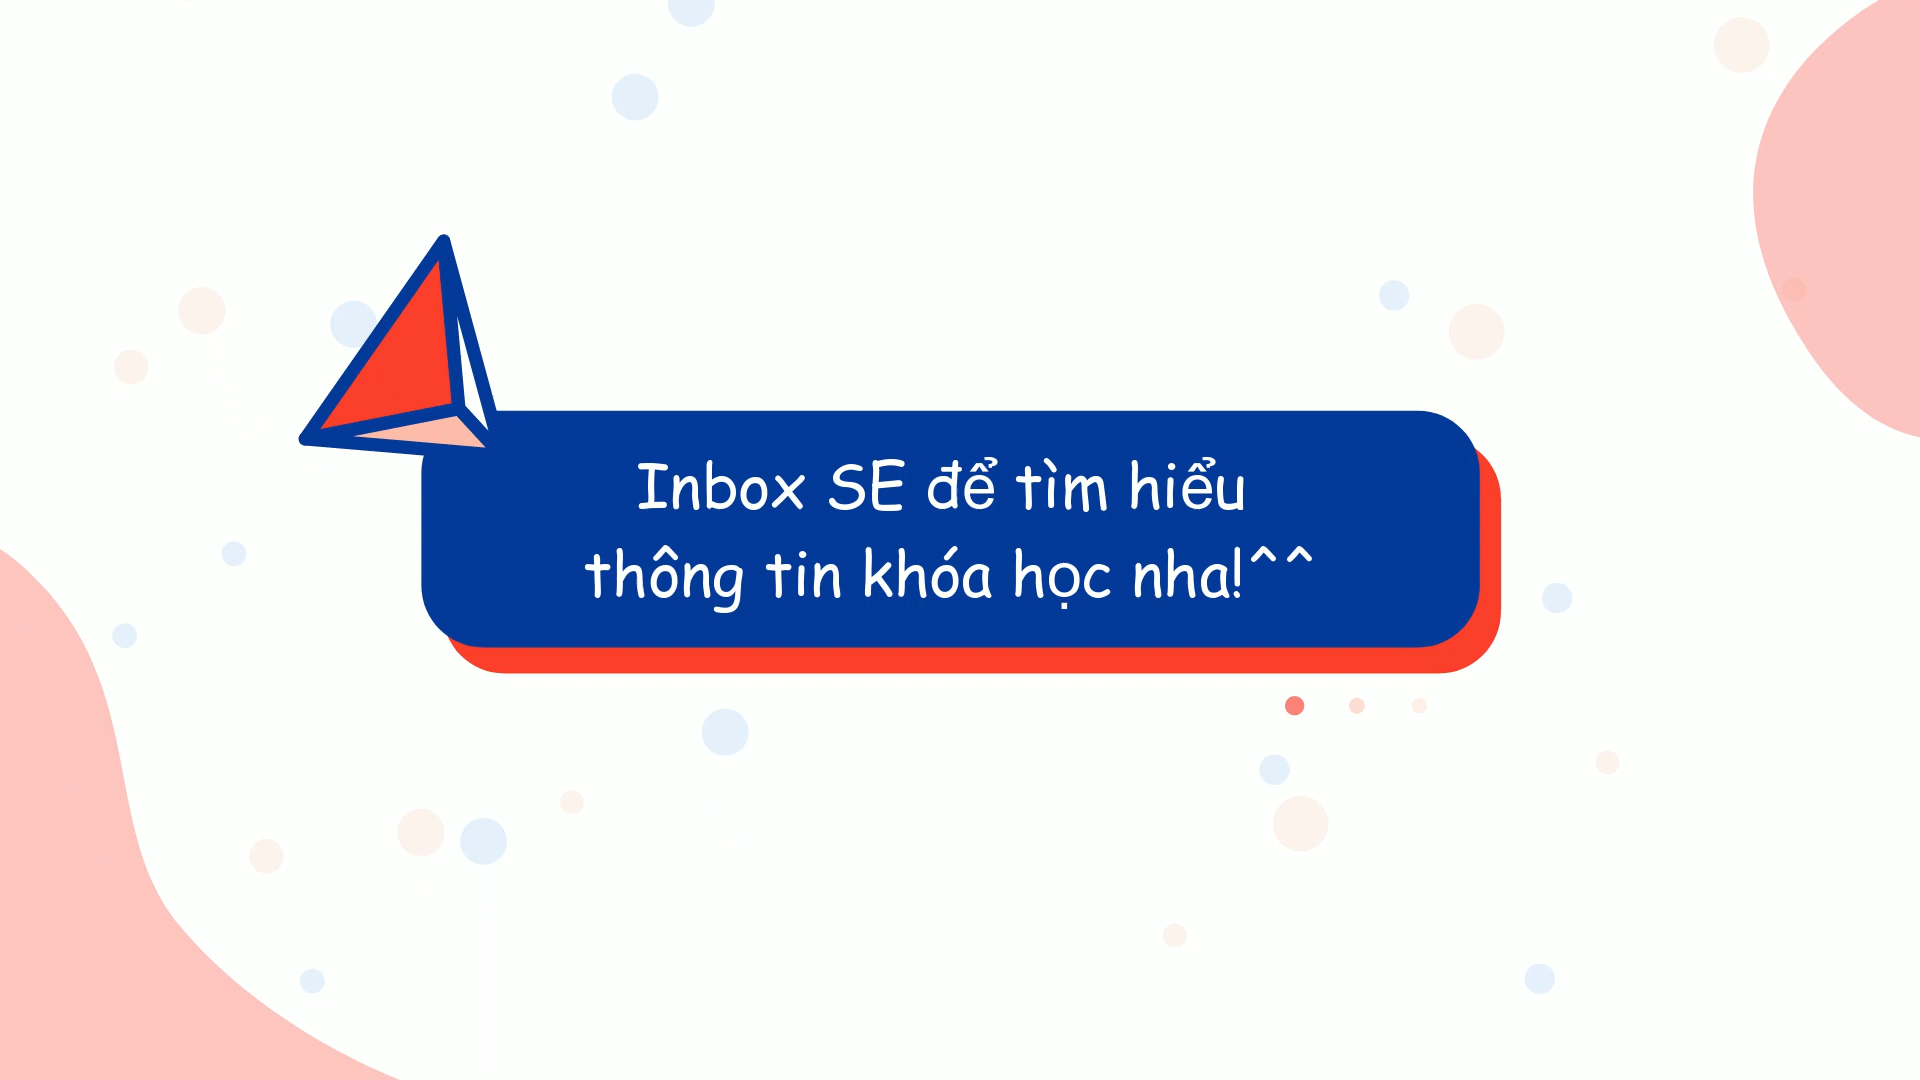 Inbox SE để tìm hiểu
thông tin khóa học nha!^^